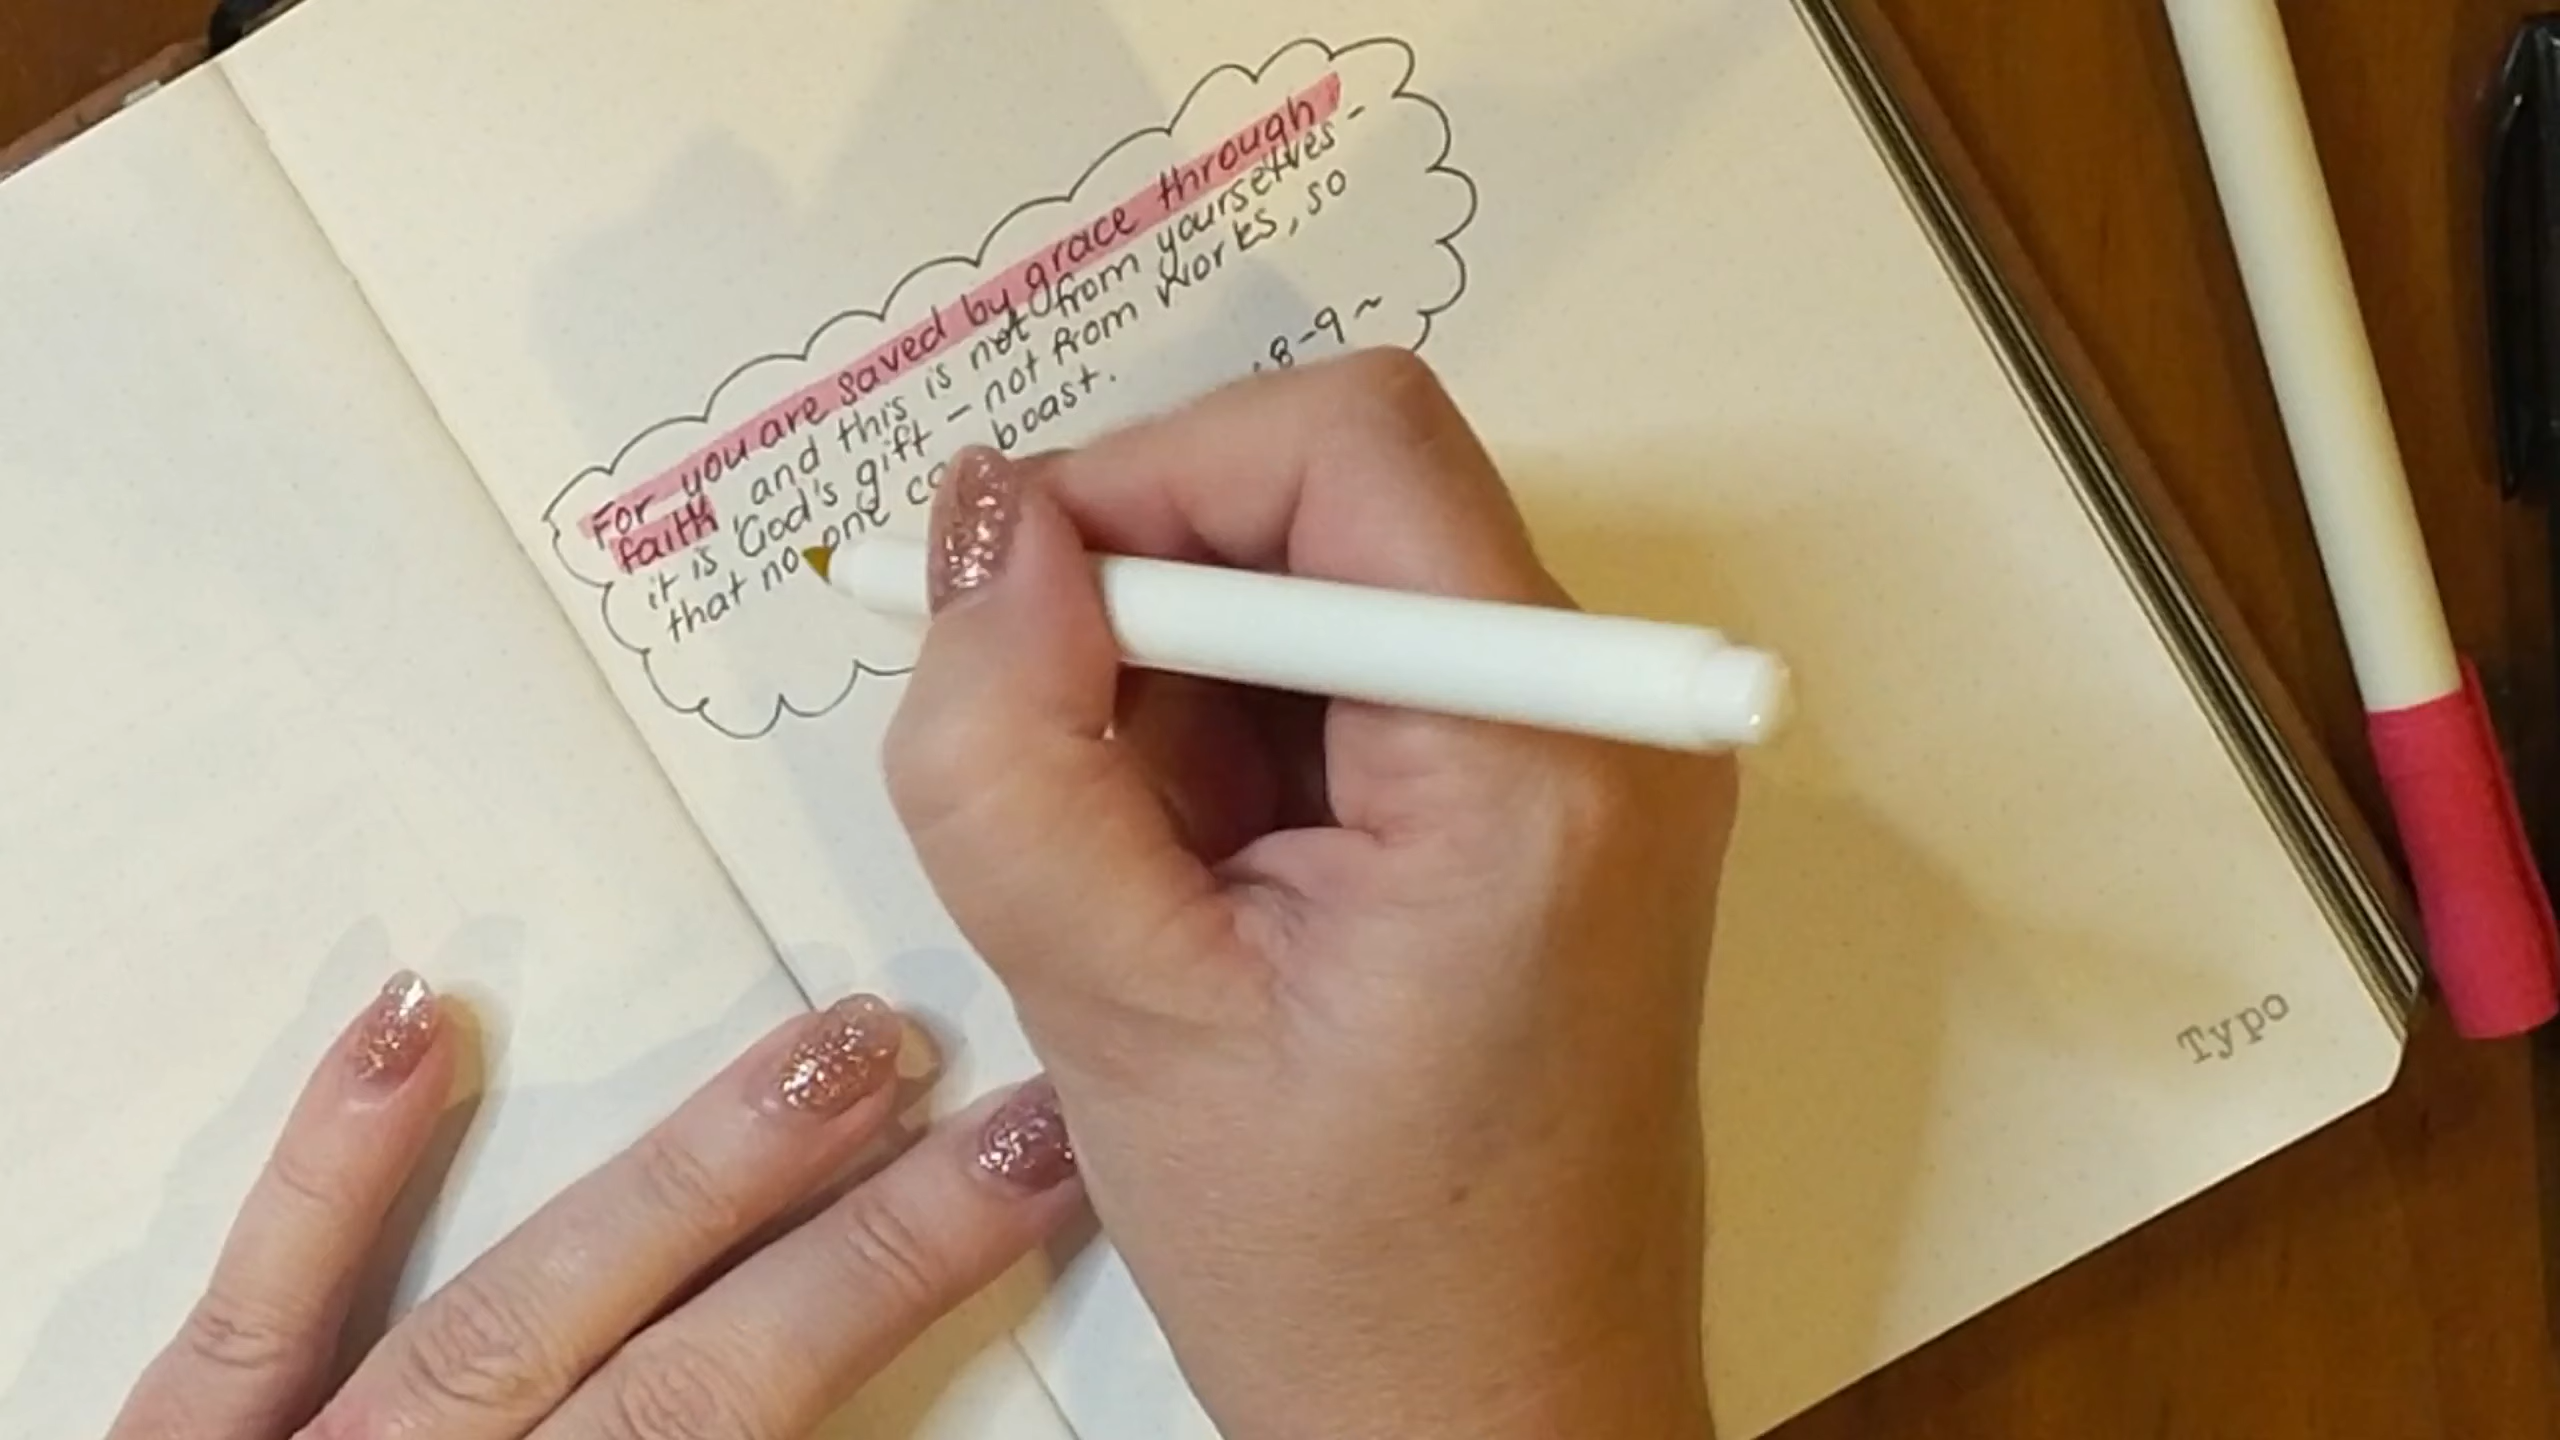 For you are saved by grace through
faith, and this is not from yourselves -
it is God's gift - not from works, so
that no one boast.
:8-9 ~
Typo